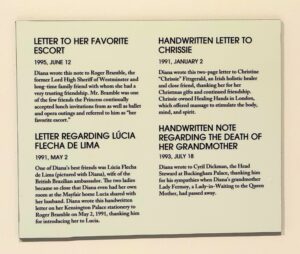 LETTER TO HER FAVORITE
ESCORT
1995, JUNE 12
Diana wrote this note to Roger Bramble, the
former Lord High Sheriff of Westminster and
long-time family friend with whom she had a
very trusting friendship. Mr. Bramble was one
of the few friends the Princess continually
accepted lunch invitations from as well as ballet
and opera outings and referred to him as "her
favorite escort."
LETTER REGARDING LÚCIA
FLECHA DE LIMA
1991, MAY 2
One of Diana's best friends was Lúcia Flecha
de Lima (pictured with Diana), wife of the
British Brazilian ambassador. The two ladies
became so close that Diana even had her own
room at the Mayfair home Lucia shared with
her husband. Diana wrote this handwritten
letter on her Kensington Palace stationery to
Roger Bramble on May 2, 1991, thanking him
for introducing her to Lucia.
HANDWRITTEN LETTER TO
CHRISSIE
1991, JANUARY 2
Diana wrote this two-page letter to Christine
"Chrissie" Fitzgerald, an Irish holistic healer
and close friend, thanking her for her
Christmas gifts and continued friendship.
Chrissie owned Healing Hands in London,
which offered massage to stimulate the body,
mind, and spirit.
HANDWRITTEN NOTE
REGARDING THE DEATH OF
HER GRANDMOTHER
1993, JULY 18
Diana wrote to Cyril Dickman, the Head
Steward at Buckingham Palace, thanking him
for his sympathies when Diana's grandmother
Lady Fermoy, a Lady-in-Waiting to the Queen
Mother, had passed away.